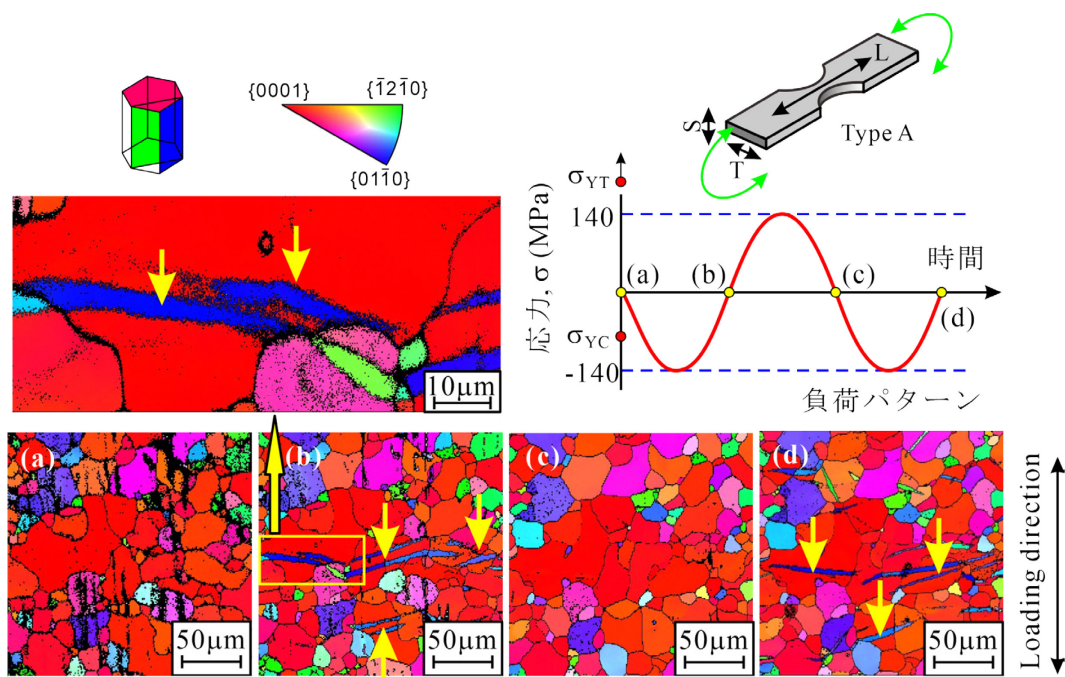 {0001}
{1̄21̄0}
{011̄0}
L
S
T
Type A
10μm
応力, σ (MPa)
σYT
140
σYC
-140
(a)
(b)
(c)
(d)
時間
負荷パターン
(a)
50μm
(b)
50μm
(c)
50μm
(d)
50μm
Loading direction